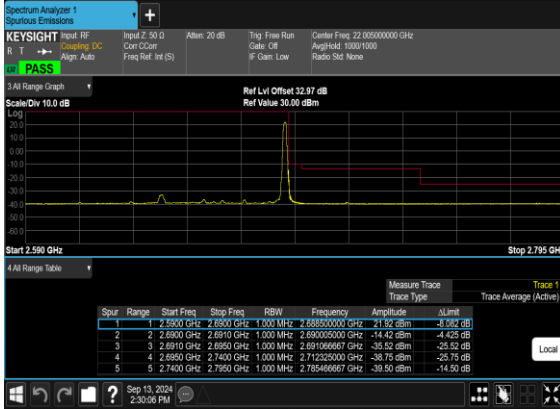 Spectrum Analyzer 1
Spurious Emissions
+
KEYSIGHT Input: RF Input Z: 50 Ω Atten: 20 dB Trig: Free Run Center Freq: 22.005000000 GHz
R T Coupling: DC Corr CCorr Gate: Off Avg|Hold: 1000/1000
Align: Auto Freq Ref: Int (S) IF Gain: Low Radio Std: None
PASS
3 All Range Graph
Ref Lvl Offset 32.97 dB
Scale/Div 10.0 dB Ref Value 30.00 dBm
Log
20.0
10.0
0.00
-10.0
-20.0
-30.0
-40.0
-50.0
-60.0
Start 2.590 GHz Stop 2.795 GH
4 All Range Table
Measure Trace Trace 1
Trace Type Trace Average (Active)
Spur Range Start Freq Stop Freq RBW Frequency Amplitude ΔLimit
1 1 2.5900 GHz 2.6900 GHz 1.000 MHz 2.688500000 GHz 21.92 dBm -8.082 dB
2 2 2.6900 GHz 2.6910 GHz 1.000 MHz 2.690005000 GHz -14.42 dBm -4.425 dB
3 3 2.6910 GHz 2.6950 GHz 1.000 MHz 2.691066667 GHz -35.52 dBm -25.52 dB
4 4 2.6950 GHz 2.7400 GHz 1.000 MHz 2.712325000 GHz -38.75 dBm -25.75 dB
5 5 2.7400 GHz 2.7950 GHz 1.000 MHz 2.785466667 GHz -39.50 dBm -14.50 dB
Local
?
Sep 13, 2024
2:30:06 PM